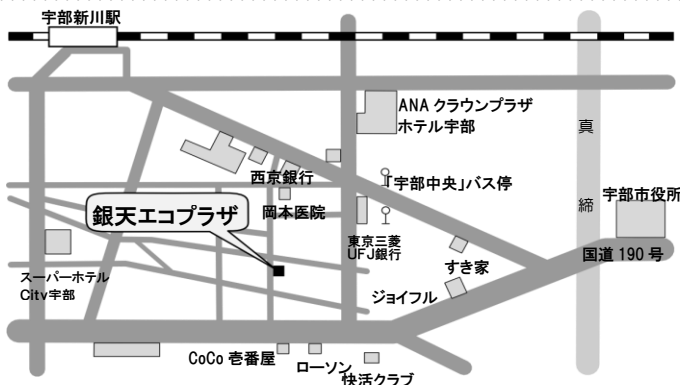 宇部新川駅
ANA クラウンプラザ
ホテル宇部
真
締
西京銀行
「宇部中央」バス停
宇部市役所
岡本医院
銀天エコプラザ
東京三菱
UFJ銀行
国道 190 号
すき家
スーパーホテル
City宇部
ジョイフル
CoCo 壱番屋
ローソン
快活クラブ